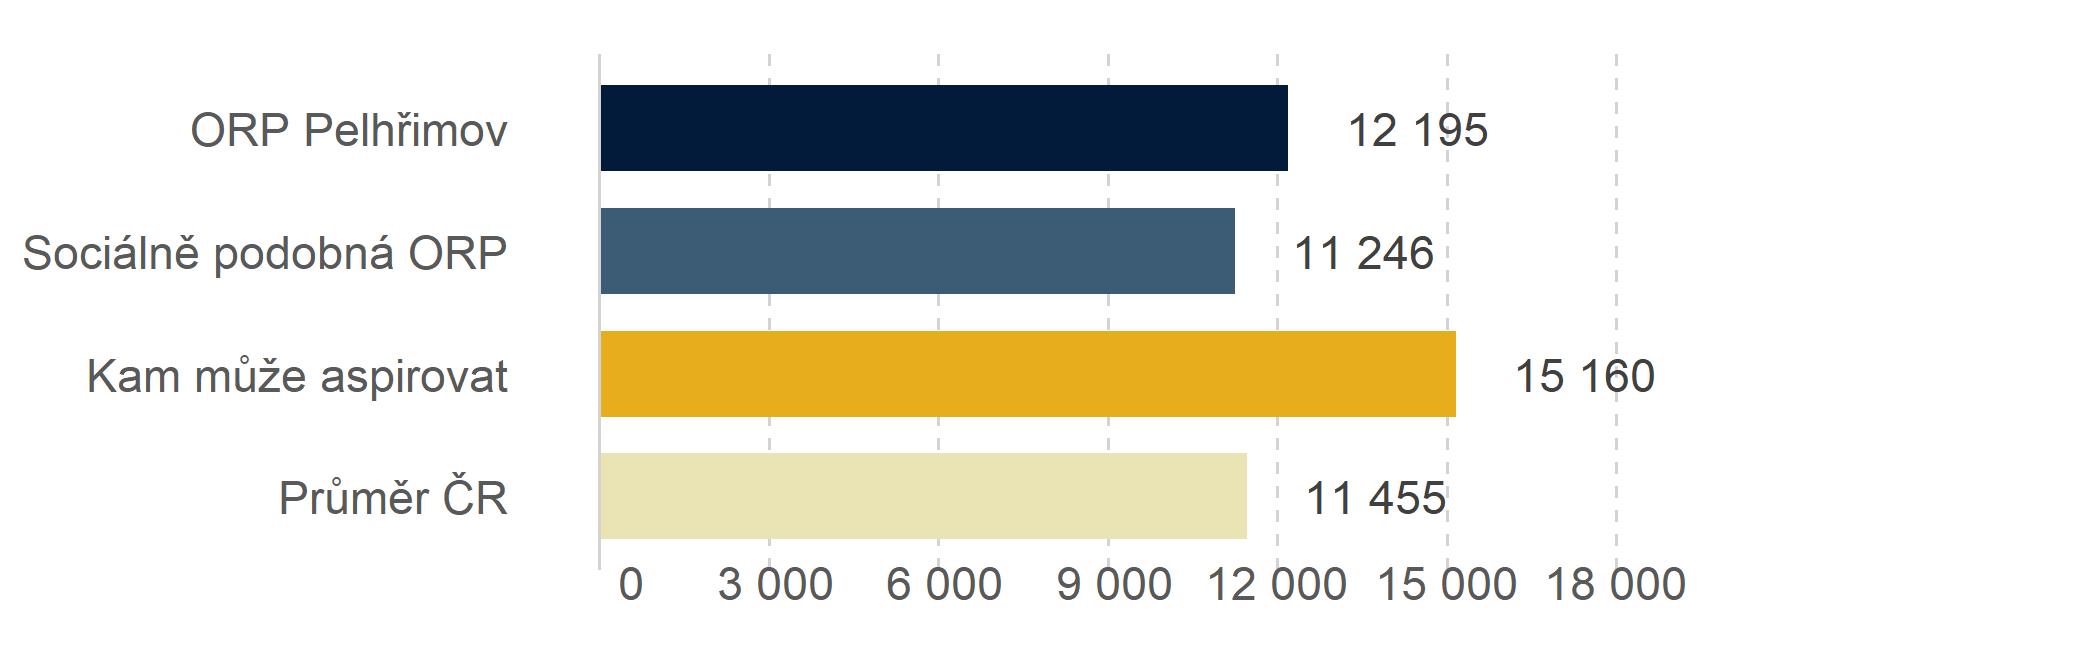 ORP Pelhřimov 12 195
Sociálně podobná ORP 11 246
Kam může aspirovat 15 160
Průměr ČR 11 455
0 3 000 6 000 9 000 12 000 15 000 18 000